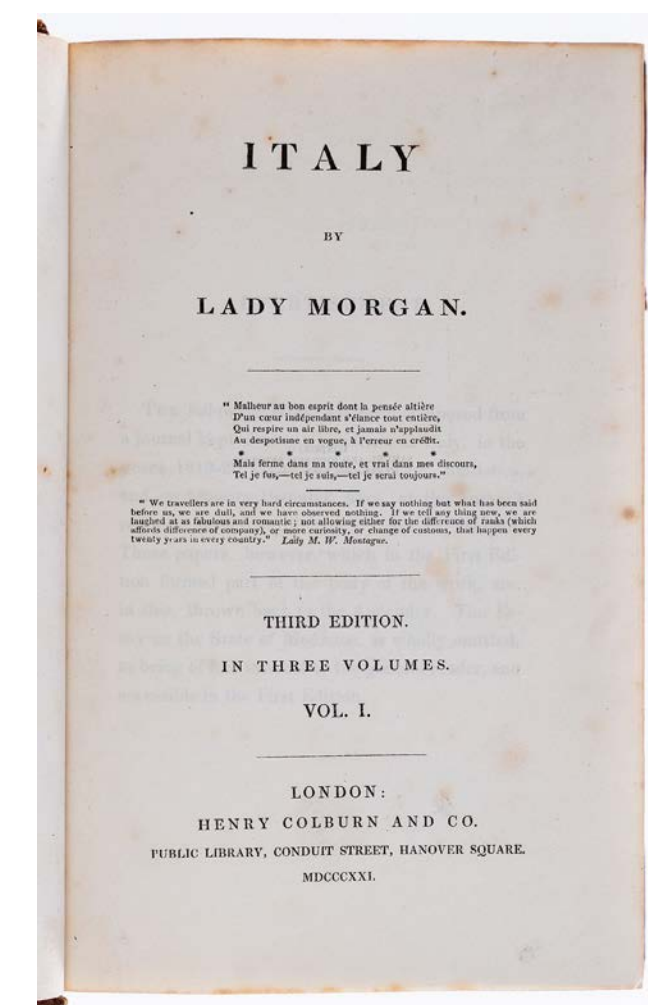 ITALY
BY
LADY MORGAN.
" Malheur au bon esprit dont la pensée altière
D'un cœur indépendant s'élance tout entière,
Qui respire un air libre, et jamais n'applaudit
Au despotisme en vogue, à l'erreur en crédit.
* * * * *
Mais ferme dans ma route, et vrai dans mes discours,
Tel je fus,—tel je suis,—tel je serai toujours."
" We travellers are in very hard circumstances. If we say nothing but what has been said
before us, we are dull, and we have observed nothing. If we tell any thing new, we are
laughed at as fabulous and romantic; not allowing either for the difference of ranks (which
affords difference of company), or more curiosity, or change of customs, that happen every
twenty years in every country." Lady M. W. Montague.
THIRD EDITION.
IN THREE VOLUMES.
VOL. I.
LONDON:
HENRY COLBURN AND CO.
PUBLIC LIBRARY, CONDUIT STREET, HANOVER SQUARE.
MDCCCXXI.